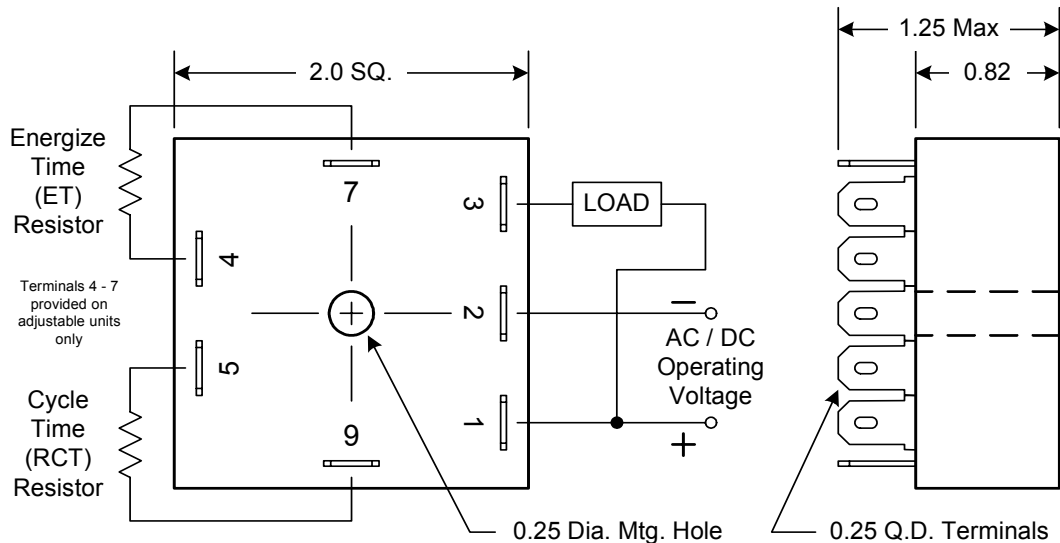 1.25 Max
2.0 SQ.
0.82
Energize
Time
(ET)
Resistor
7
3
LOAD
4
Terminals 4 - 7
provided on
adjustable units
only
2
−
AC / DC
Operating
Voltage
5
Cycle
Time
(RCT)
Resistor
9
1
+
0.25 Dia. Mtg. Hole
0.25 Q.D. Terminals